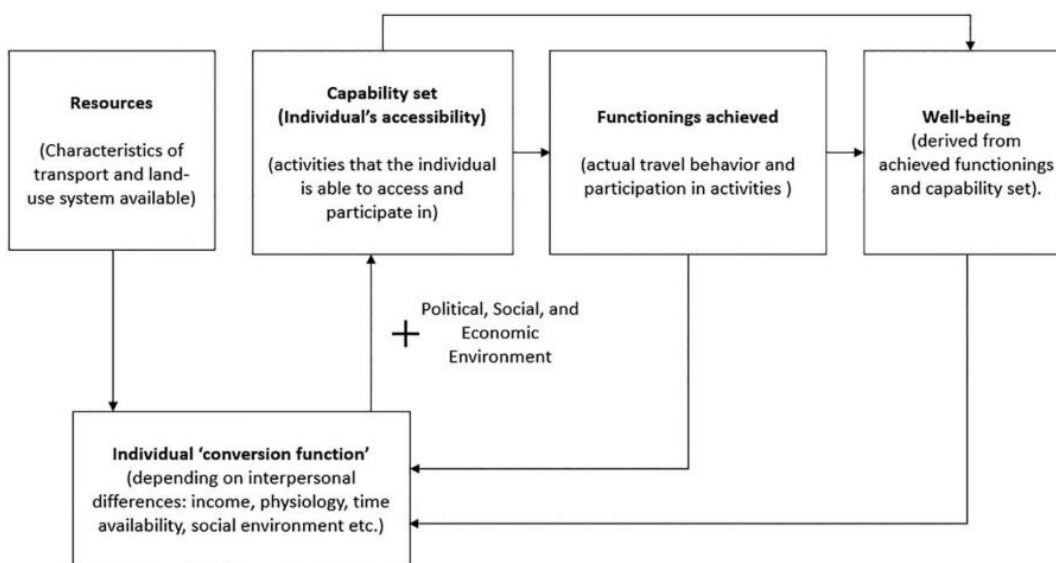 Resources
(Characteristics of
transport and land-
use system available)
Capability set
(Individual's accessibility)
(activities that the individual
is able to access and
participate in)
Functionings achieved
(actual travel behavior and
participation in activities )
Well-being
(derived from
achieved functionings
and capability set).
+
Political, Social, and
Economic
Environment
Individual ‘conversion function’
(depending on interpersonal
differences: income, physiology, time
availability, social environment etc.)